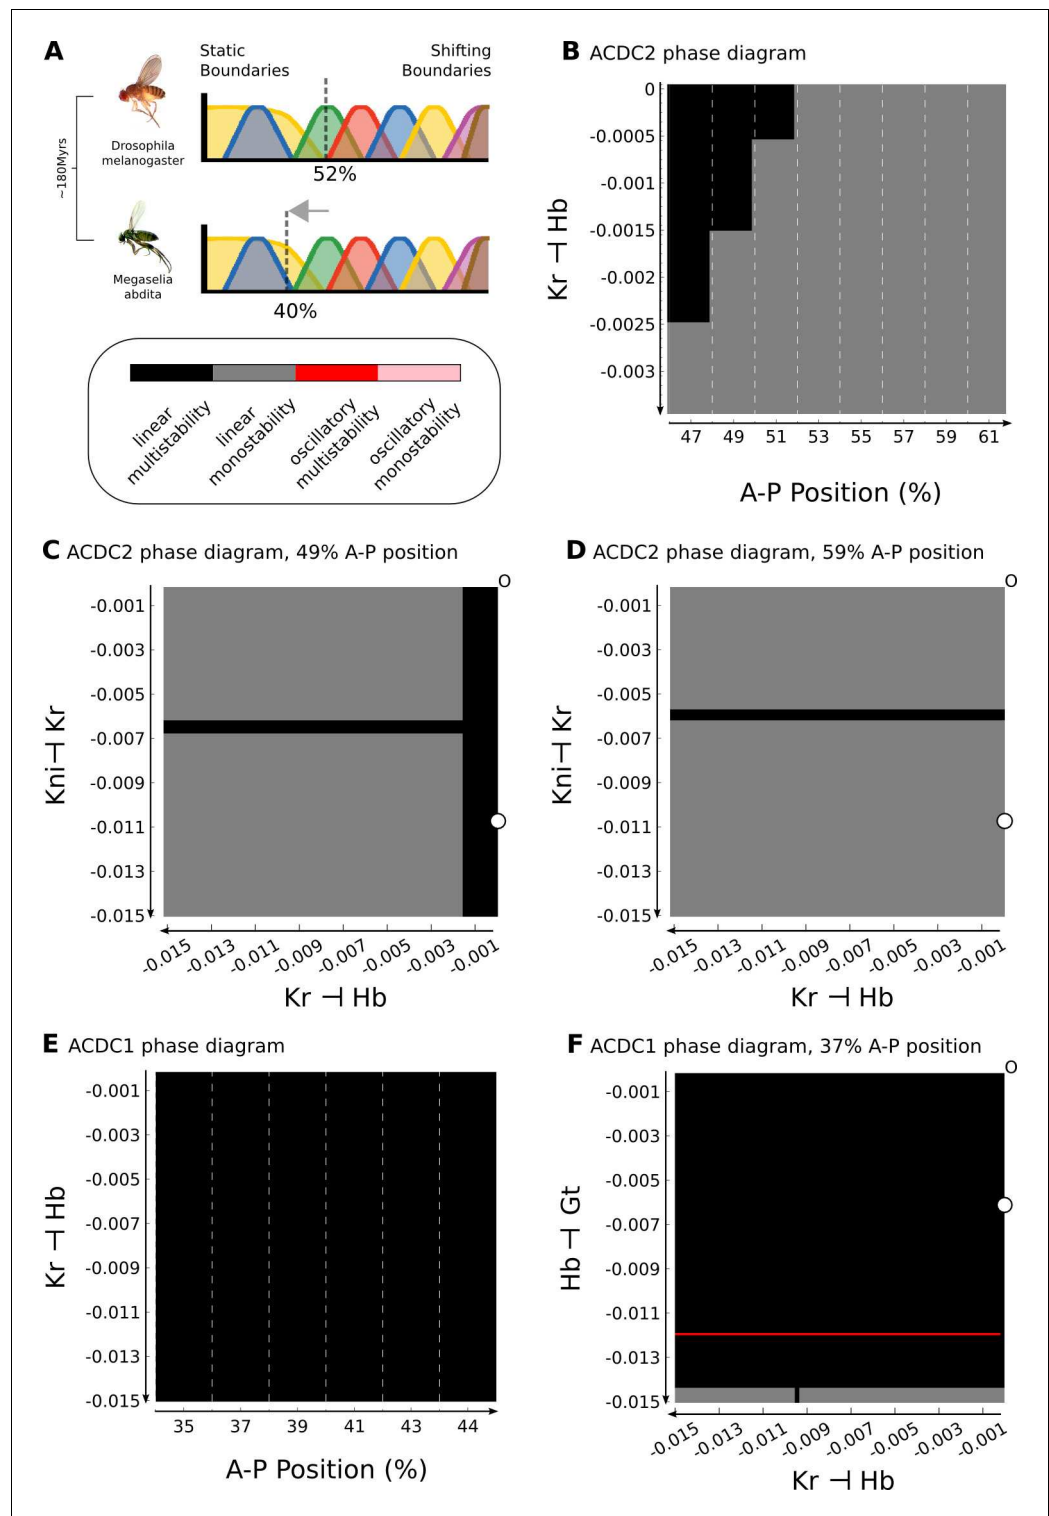 A
Static
Boundaries
Shifting
Boundaries
Drosophila
melanogaster
52%
~180Myrs
Megaselia
abdita
40%
linear
multistability
linear
monostability
oscillatory
multistability
oscillatory
monostability
B ACDC2 phase diagram
0
-0.0005
-0.001
-0.0015
-0.002
-0.0025
-0.003
Kr ⊣ Hb
47 49 51 53 55 57 59 61
A-P Position (%)
C ACDC2 phase diagram, 49% A-P position
O
-0.001
-0.003
-0.005
-0.007
-0.009
-0.011
-0.013
-0.015
Kni⊣ Kr
-0.015 -0.013 -0.011 -0.009 -0.007 -0.005 -0.003 -0.001
Kr ⊣ Hb
D ACDC2 phase diagram, 59% A-P position
O
-0.001
-0.003
-0.005
-0.007
-0.009
-0.011
-0.013
-0.015
Kni⊣ Kr
-0.015 -0.013 -0.011 -0.009 -0.007 -0.005 -0.003 -0.001
Kr ⊣ Hb
E ACDC1 phase diagram
-0.001
-0.003
-0.005
-0.007
-0.009
-0.011
-0.013
-0.015
Kr ⊣ Hb
35 37 39 41 43 44
A-P Position (%)
F ACDC1 phase diagram, 37% A-P position
O
-0.001
-0.003
-0.005
-0.007
-0.009
-0.011
-0.013
-0.015
Hb ⊣ Gt
-0.015 -0.013 -0.011 -0.009 -0.007 -0.005 -0.003 -0.001
Kr ⊣ Hb